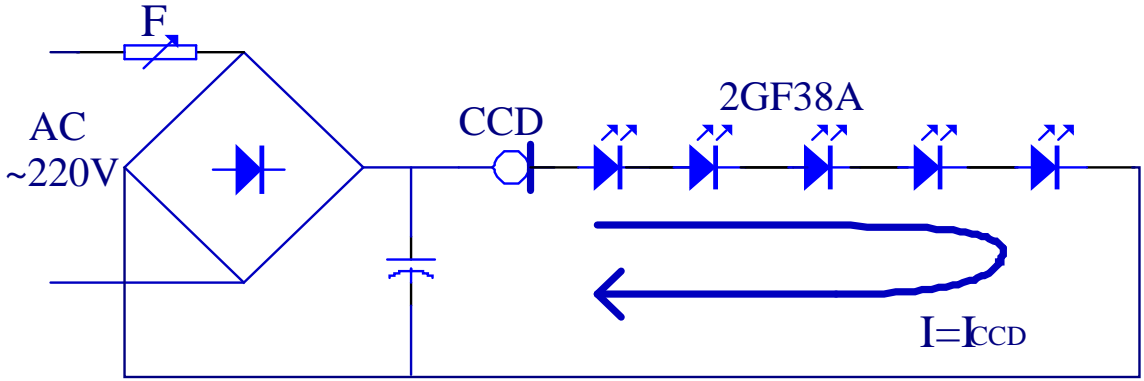 F
2GF38A
CCD
AC
~220V
I=ICCD